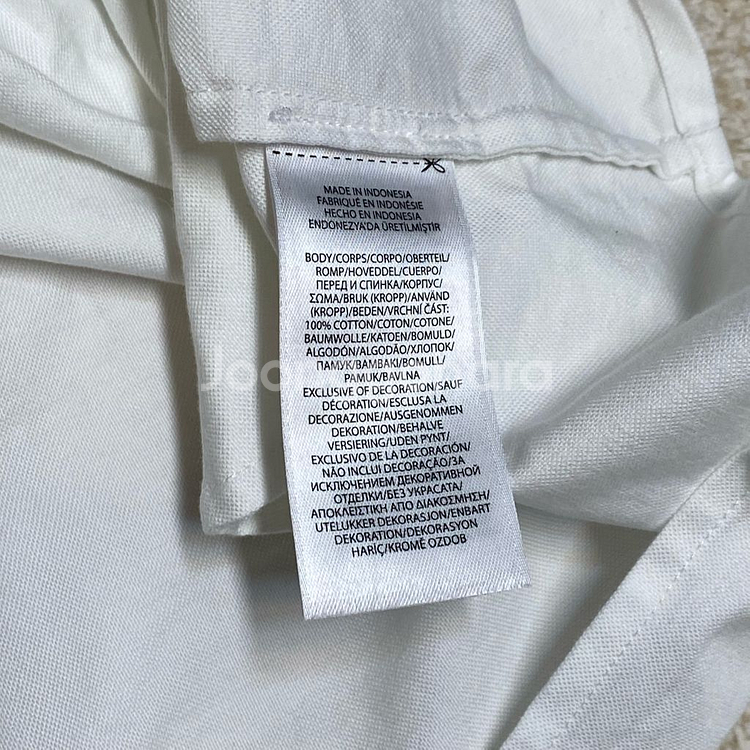 MADE IN INDONESIA
FABRIQUÉ EN INDONÉSIE
HECHO EN INDONESIA
ENDONEZYA'DA ÜRETILMIŞTIR
BODY/CORPS/CORPO/OBERTEIL/
ROMP/HOVEDDEL/CUERPO/
ПЕРЕД И СПИНКА/КОРПУС/
ΣΩΜΑ/BRUK (KROPP)/ANVÄND
(KROPP)/BEDEN/VRCHNÍ ČÁST:
100% COTTON/COTON/COTONE/
BAUMWOLLE/KATOEN/BOMULD/
ALGODÓN/ALGODÃO/ХЛОПОК/
ПАМУК/ΒΑΜΒΑΚΙ/BOMULL/
PAMUK/BAVLNA
EXCLUSIVE OF DECORATION/SAUF
DÉCORATION/ESCLUSA LA
DECORAZIONE/AUSGENOMMEN
DEKORATION/BEHALVE
VERSIERING/UDEN PYNT/
EXCLUSIVO DE LA DECORACIÓN/
NÃO INCLUI DECORAÇÃO/ЗА
ИСКЛЮЧЕНИЕМ ДЕКОРАТИВНОЙ
ОТДЕЛКИ/БЕЗ УКРАСАТА/
ΑΠΟΚΛΕΙΣΤΙΚΗ ΑΠΟ ΔΙΑΚΟΣΜΗΣΗ/
UTELUKKER DEKORASJON/ENBART
DEKORATION/DEKORASYON
HARİÇ/KROMĚ OZDOB